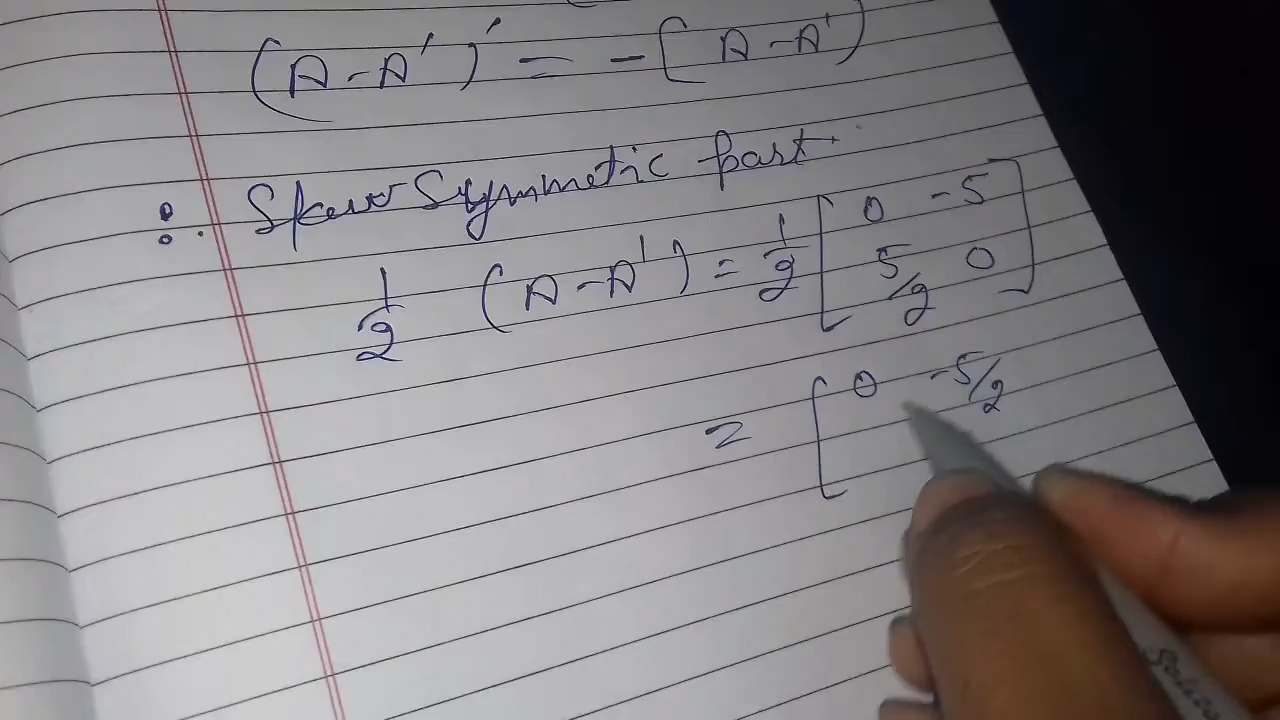 (A - A')' = - (A - A')
∴ Skew Symmetric part
1/2 (A - A') = 1/2 [0 -5
5/2 0]
= [0 -5/2